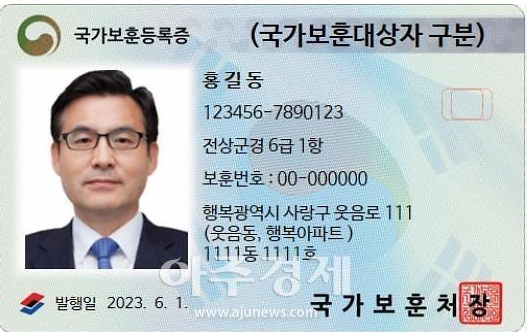 국가보훈등록증
(국가보훈대상자 구분)
홍길동
123456-7890123
전상군경 6급 1항
보훈번호 : 00-000000
행복광역시 사랑구 웃음로 111
(웃음동, 행복아파트 )
1111동 1111호
아주경제
발행일 2023. 6. 1.
www.ajunews.com
국가보훈처장